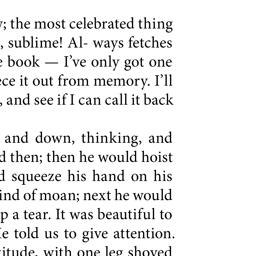 ; the most celebrated thing
, sublime! Al- ways fetches
book — I’ve only got one
it out from memory. I’ll
, and see if I can call it back
and down, thinking, and
then; then he would hoist
squeeze his hand on his
of moan; next he would
a tear. It was beautiful to
told us to give attention.
with one leg shoved